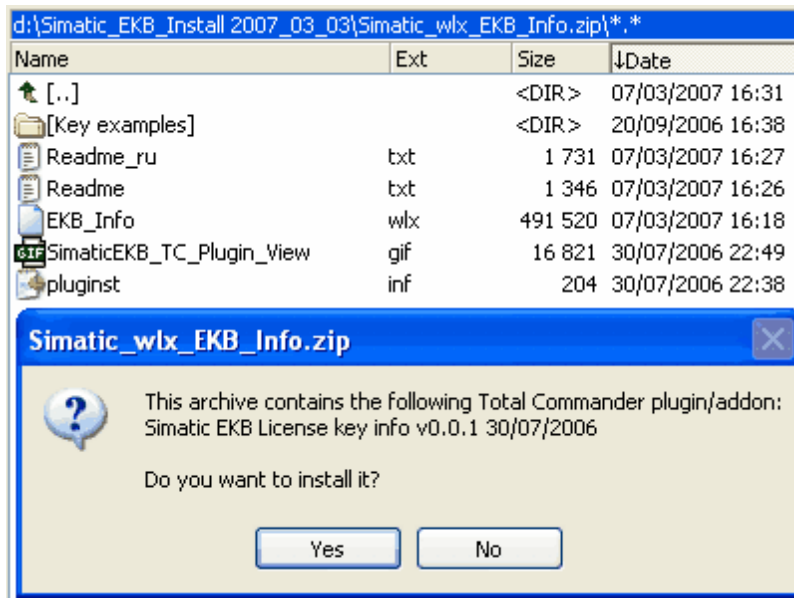 d:\Simatic_EKB_Install 2007_03_03\Simatic_wlx_EKB_Info.zip\*.*
Name Ext Size ↓Date
[..] <DIR> 07/03/2007 16:31
[Key examples] <DIR> 20/09/2006 16:38
Readme_ru txt 1 731 07/03/2007 16:27
Readme txt 1 346 07/03/2007 16:26
EKB_Info wlx 491 520 07/03/2007 16:18
GIF SimaticEKB_TC_Plugin_View gif 16 821 30/07/2006 22:49
pluginst inf 204 30/07/2006 22:38
Simatic_wlx_EKB_Info.zip
This archive contains the following Total Commander plugin/addon:
Simatic EKB License key info v0.0.1 30/07/2006
Do you want to install it?
Yes No